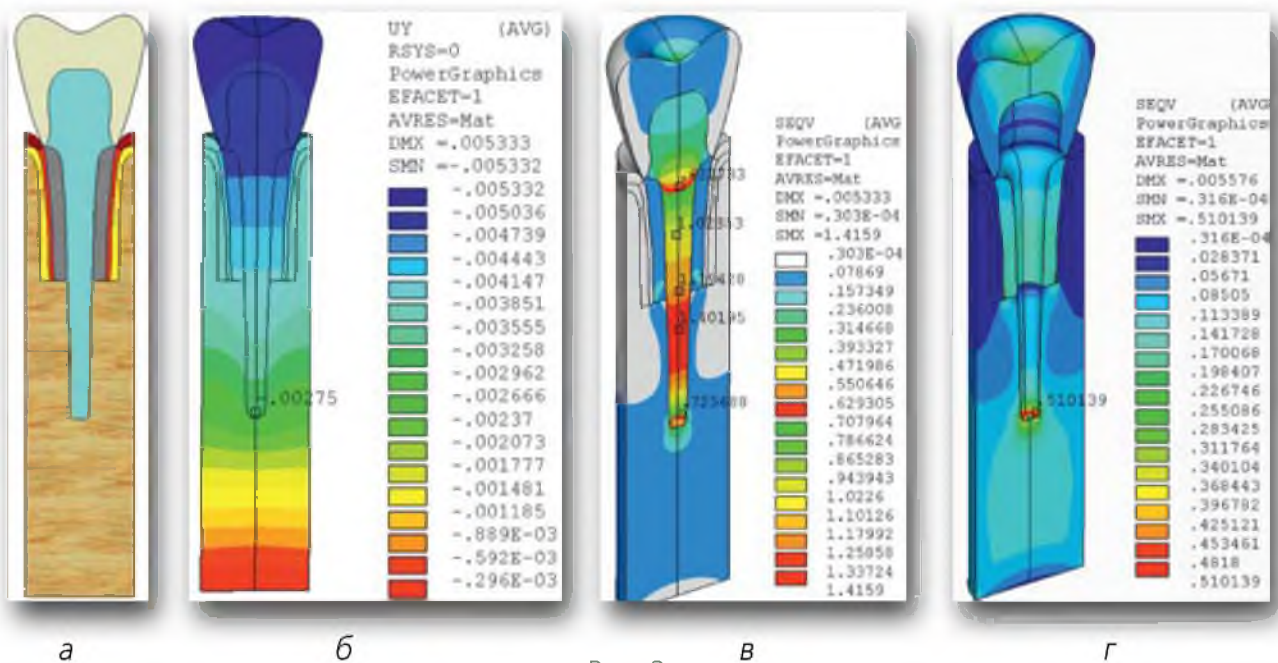 UY (AVG)
RSYS=0
PowerGraphics
EFACET=1
AVRES=Mat
DMX =.005333
SMN =-.005332
-.005332
-.005036
-.004739
-.004443
-.004147
-.003851
-.003555
-.003258
-.002962
-.002666
-.00237
-.002073
-.001777
-.001481
-.001185
-.889E-03
-.592E-03
-.296E-03
.00275
SEQV (AVG
PowerGraphics
EFACET=1
AVRES=Mat
DMX =.005333
SMN =.303E-04
SMX =1.4159
.303E-04
.07869
.157349
.236008
.314668
.393327
.471986
.550646
.629305
.707964
.786624
.865283
.943943
1.0226
1.10126
1.17992
1.25858
1.33724
1.4159
.40195
SEQV (AVG
PowerGraphics
EFACET=1
AVRES=Mat
DMX =.005576
SMN =.316E-04
SMX =.510139
.316E-04
.028371
.05671
.08505
.113389
.141728
.170068
.198407
.226746
.255086
.283425
.311764
.340104
.368443
.396782
.425121
.453461
.4818
.510139
.510139
а
б
в
г